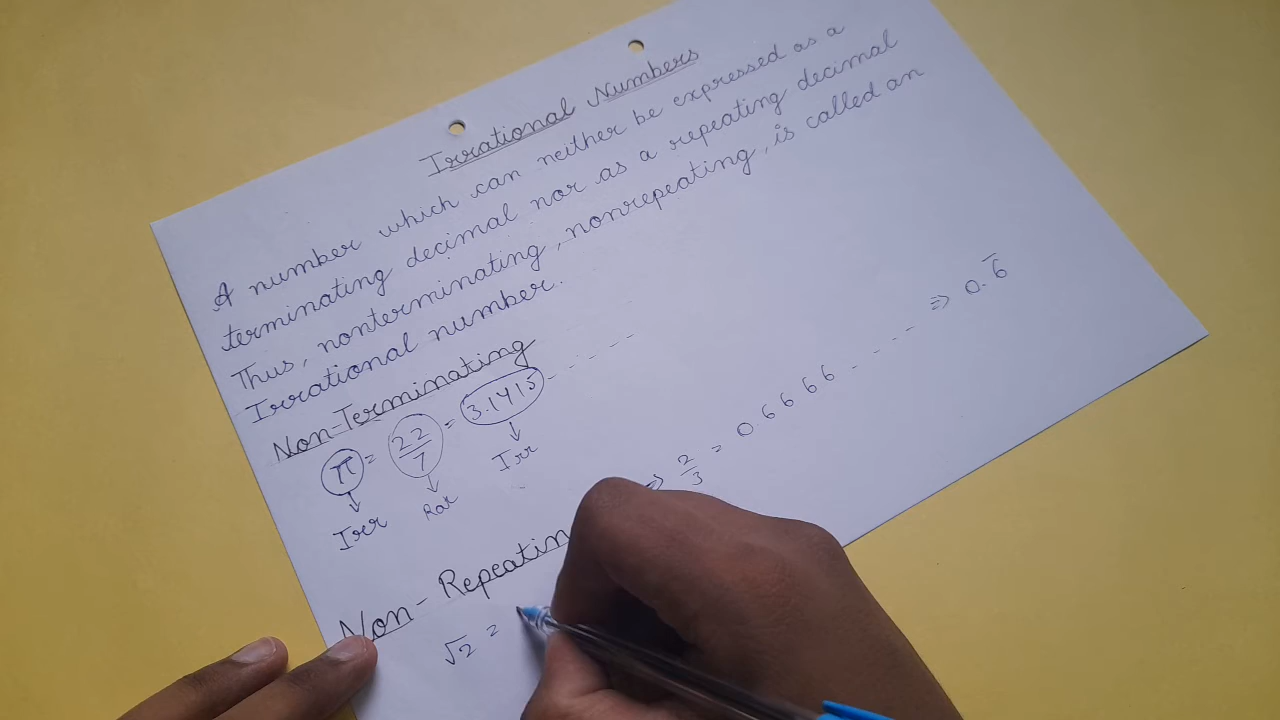 Irrational Numbers
A number which can neither be expressed as a
terminating decimal nor as a repeating decimal
Thus, nonterminating, nonrepeating, is called an
Irrational number.
Non-Terminating
π = 22/7 = 3.1415 - - - - -
Irr Rat Irr
Non-Repeatin
⇒ 2/3 = 0.6666 . - - - ⇒ 0.6̅
√2 =